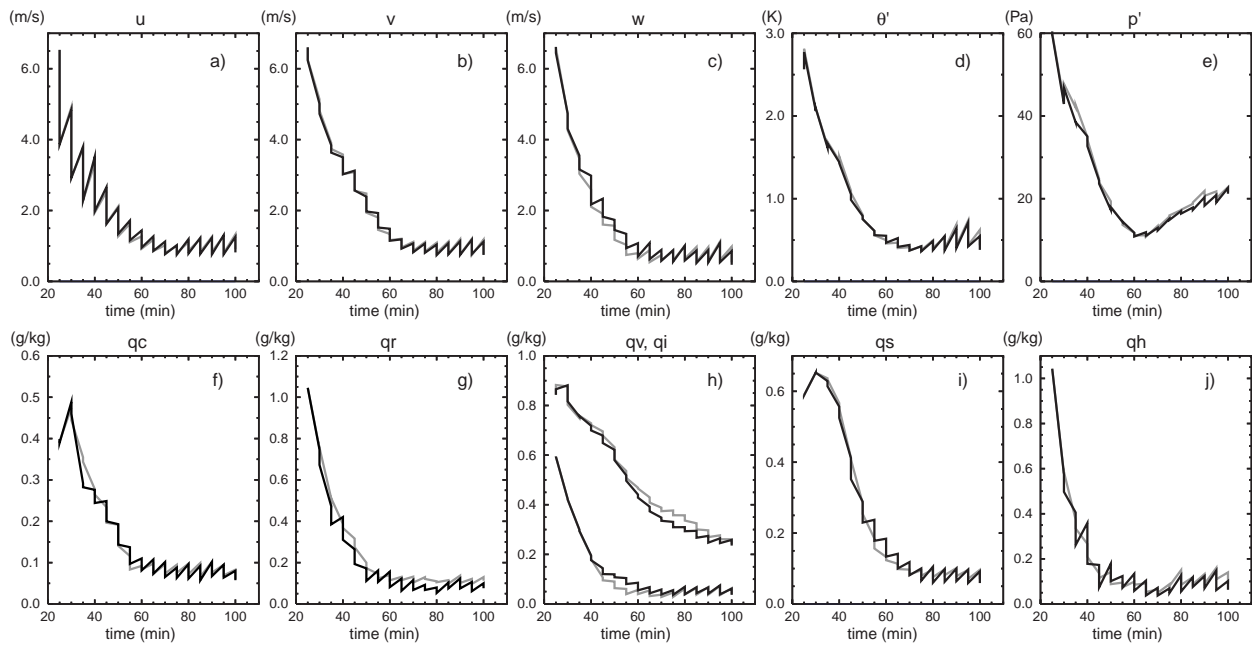 (m/s) u (m/s) v (m/s) w (K) θ' (Pa) p'
a) b) c) d) e)
6.0 6.0 6.0 3.0 60
4.0 4.0 4.0 2.0 40
2.0 2.0 2.0 1.0 20
0.0 0.0 0.0 0.0 0
20 40 60 80 100 20 40 60 80 100 20 40 60 80 100 20 40 60 80 100 20 40 60 80 100
time (min) time (min) time (min) time (min) time (min)
(g/kg) qc (g/kg) qr (g/kg) qv, qi (g/kg) qs (g/kg) qh
f) g) h) i) j)
0.6 1.2 1.0
0.5 1.0 0.8 0.6 1.0
0.4 0.8 0.6 0.4 0.8
0.3 0.6 0.6
0.2 0.4 0.4 0.2 0.4
0.1 0.2 0.2 0.2
0.0 0.0 0.0 0.0 0.0
20 40 60 80 100 20 40 60 80 100 20 40 60 80 100 20 40 60 80 100 20 40 60 80 100
time (min) time (min) time (min) time (min) time (min)